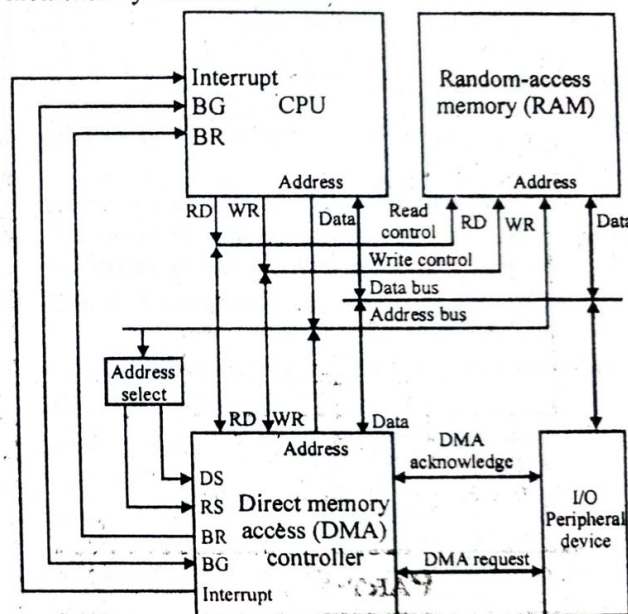 Interrupt
BG
CPU
BR
Address
Random-access
memory (RAM)
Address
RD
WR
Data
Read
control
RD
WR
Data
Write control
Data bus
Address bus
Address
select
RD
WR
Data
Address
DS
RS
BR
BG
Interrupt
Direct memory
access (DMA)
controller
DMA
acknowledge
DMA request
I/O
Peripheral
device